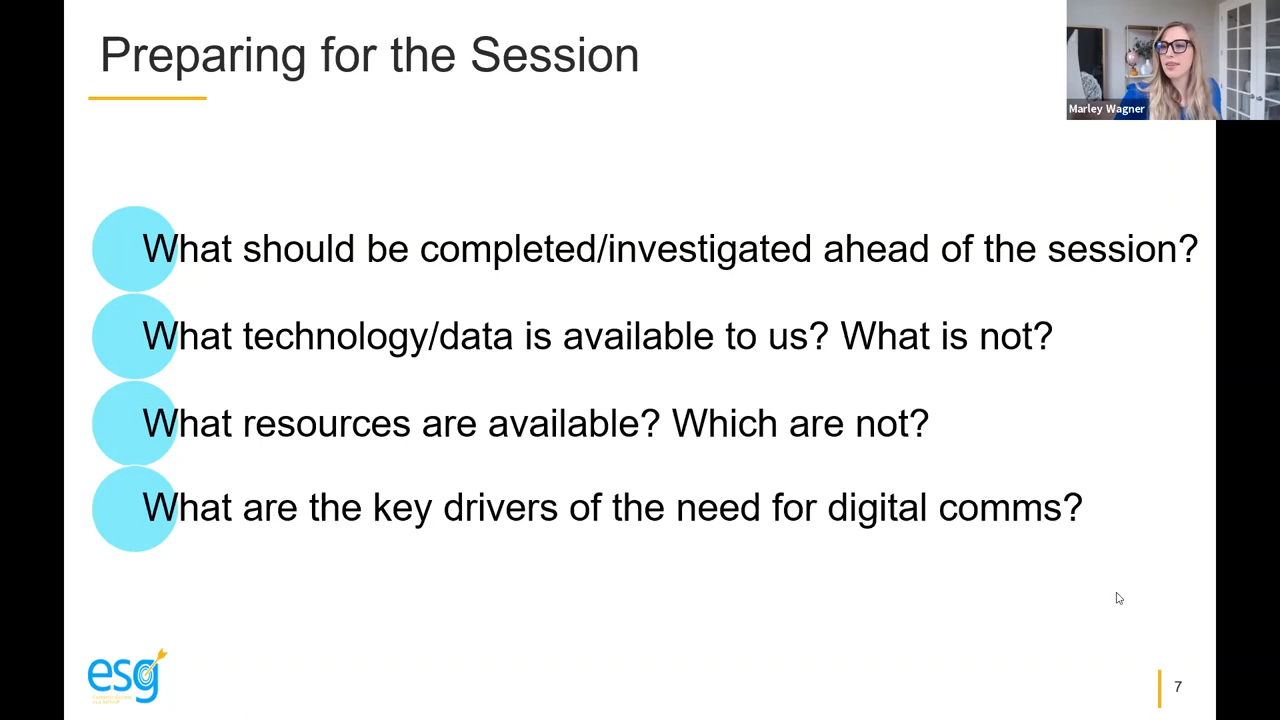 Preparing for the Session
Marley Wagner
What should be completed/investigated ahead of the session?
What technology/data is available to us? What is not?
What resources are available? Which are not?
What are the key drivers of the need for digital comms?
esg
7